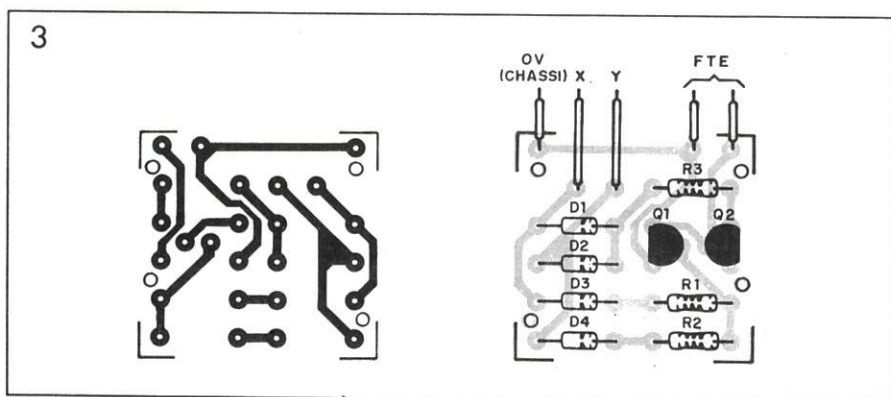 3
OV
(CHASSI)
X
Y
FTE
R3
D1
Q1
Q2
D2
D3
R1
D4
R2